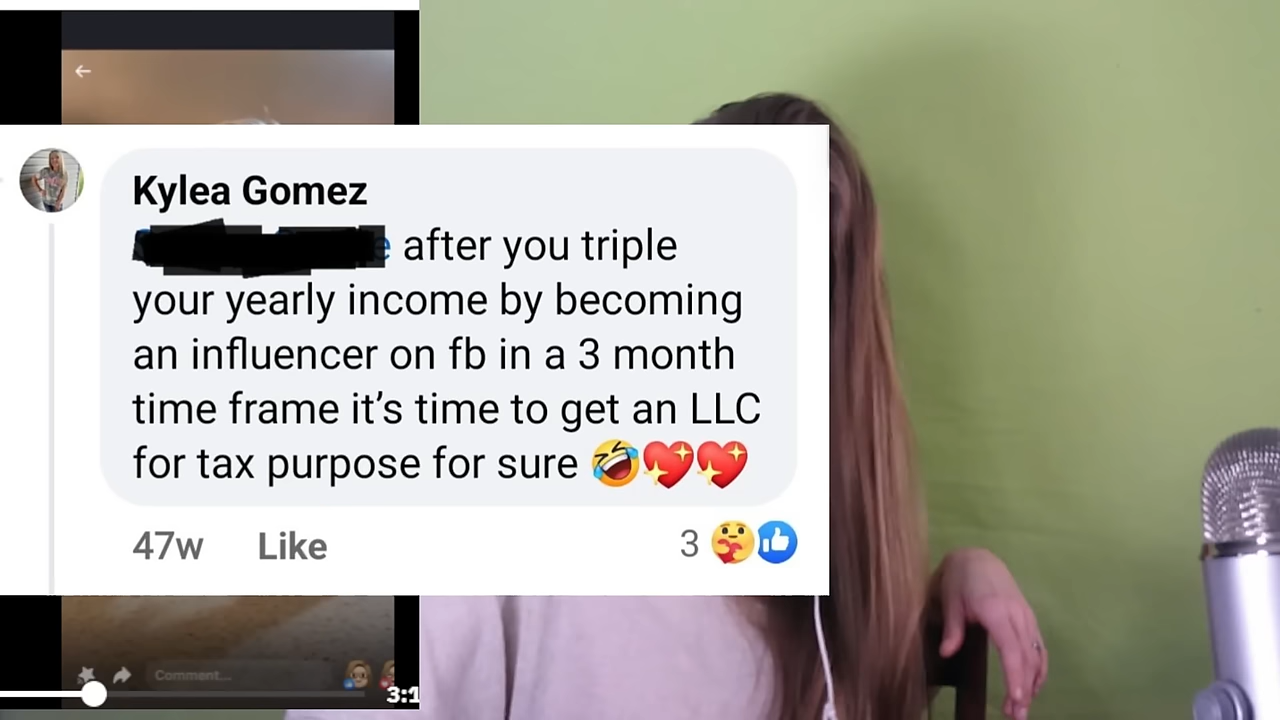 Kylea Gomez
after you triple
your yearly income by becoming
an influencer on fb in a 3 month
time frame it’s time to get an LLC
for tax purpose for sure 🤣💖💖
47w Like 3
Comment...
3:1